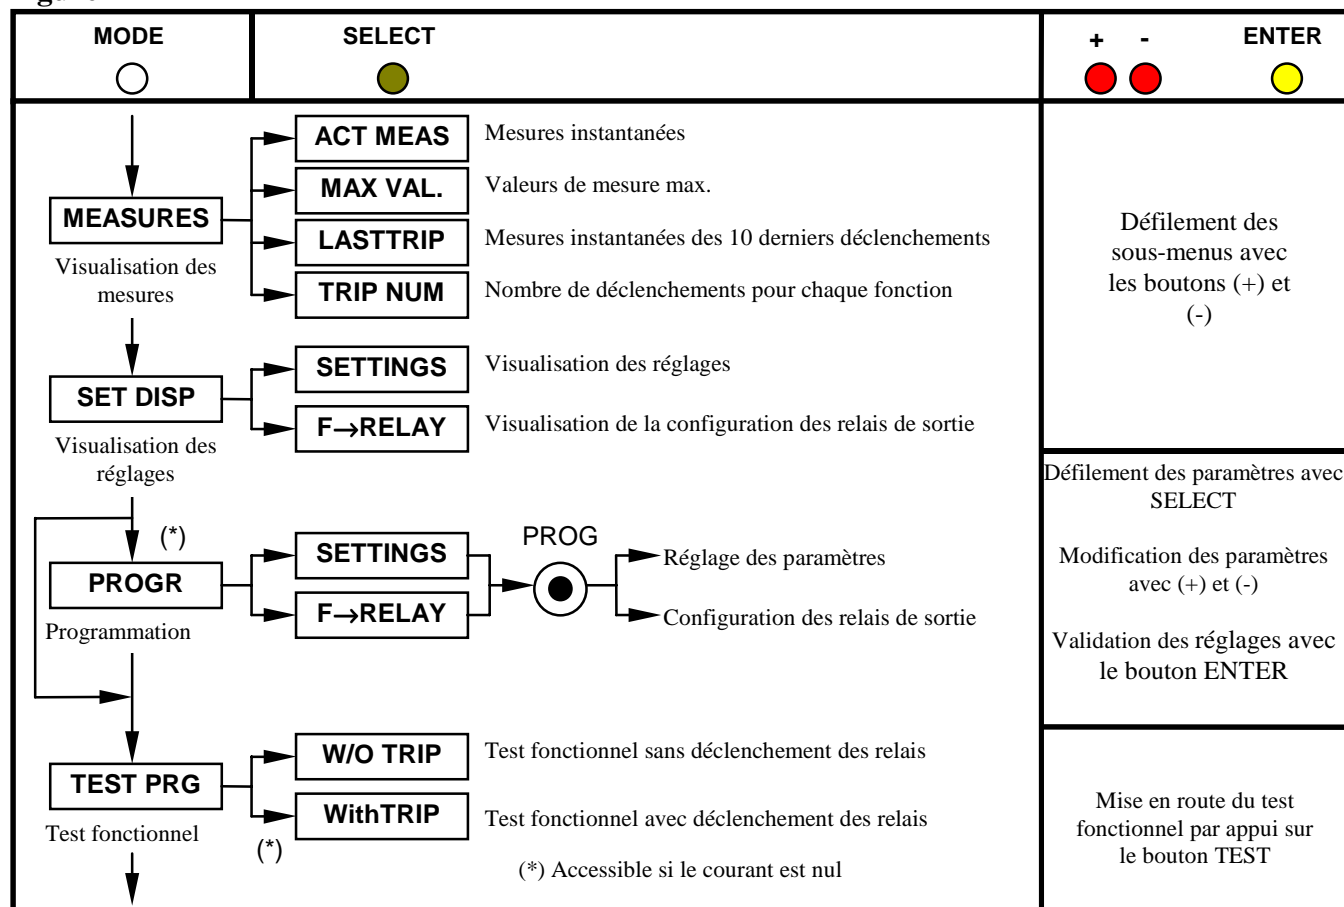 MODE
SELECT
+ -
ENTER
ACT MEAS
Mesures instantanées
MAX VAL.
Valeurs de mesure max.
MEASURES
LASTTRIP
Mesures instantanées des 10 derniers déclenchements
Visualisation des
mesures
TRIP NUM
Nombre de déclenchements pour chaque fonction
Défilement des
sous-menus avec
les boutons (+) et
(-)
SETTINGS
Visualisation des réglages
SET DISP
F→RELAY
Visualisation de la configuration des relais de sortie
Visualisation des
réglages
Défilement des paramètres avec
SELECT
Modification des paramètres
avec (+) et (-)
Validation des réglages avec
le bouton ENTER
(*)
SETTINGS
PROG
Réglage des paramètres
PROGR
F→RELAY
Configuration des relais de sortie
Programmation
W/O TRIP
Test fonctionnel sans déclenchement des relais
TEST PRG
WithTRIP
Test fonctionnel avec déclenchement des relais
Test fonctionnel
(*)
(*) Accessible si le courant est nul
Mise en route du test
fonctionnel par appui sur
le bouton TEST